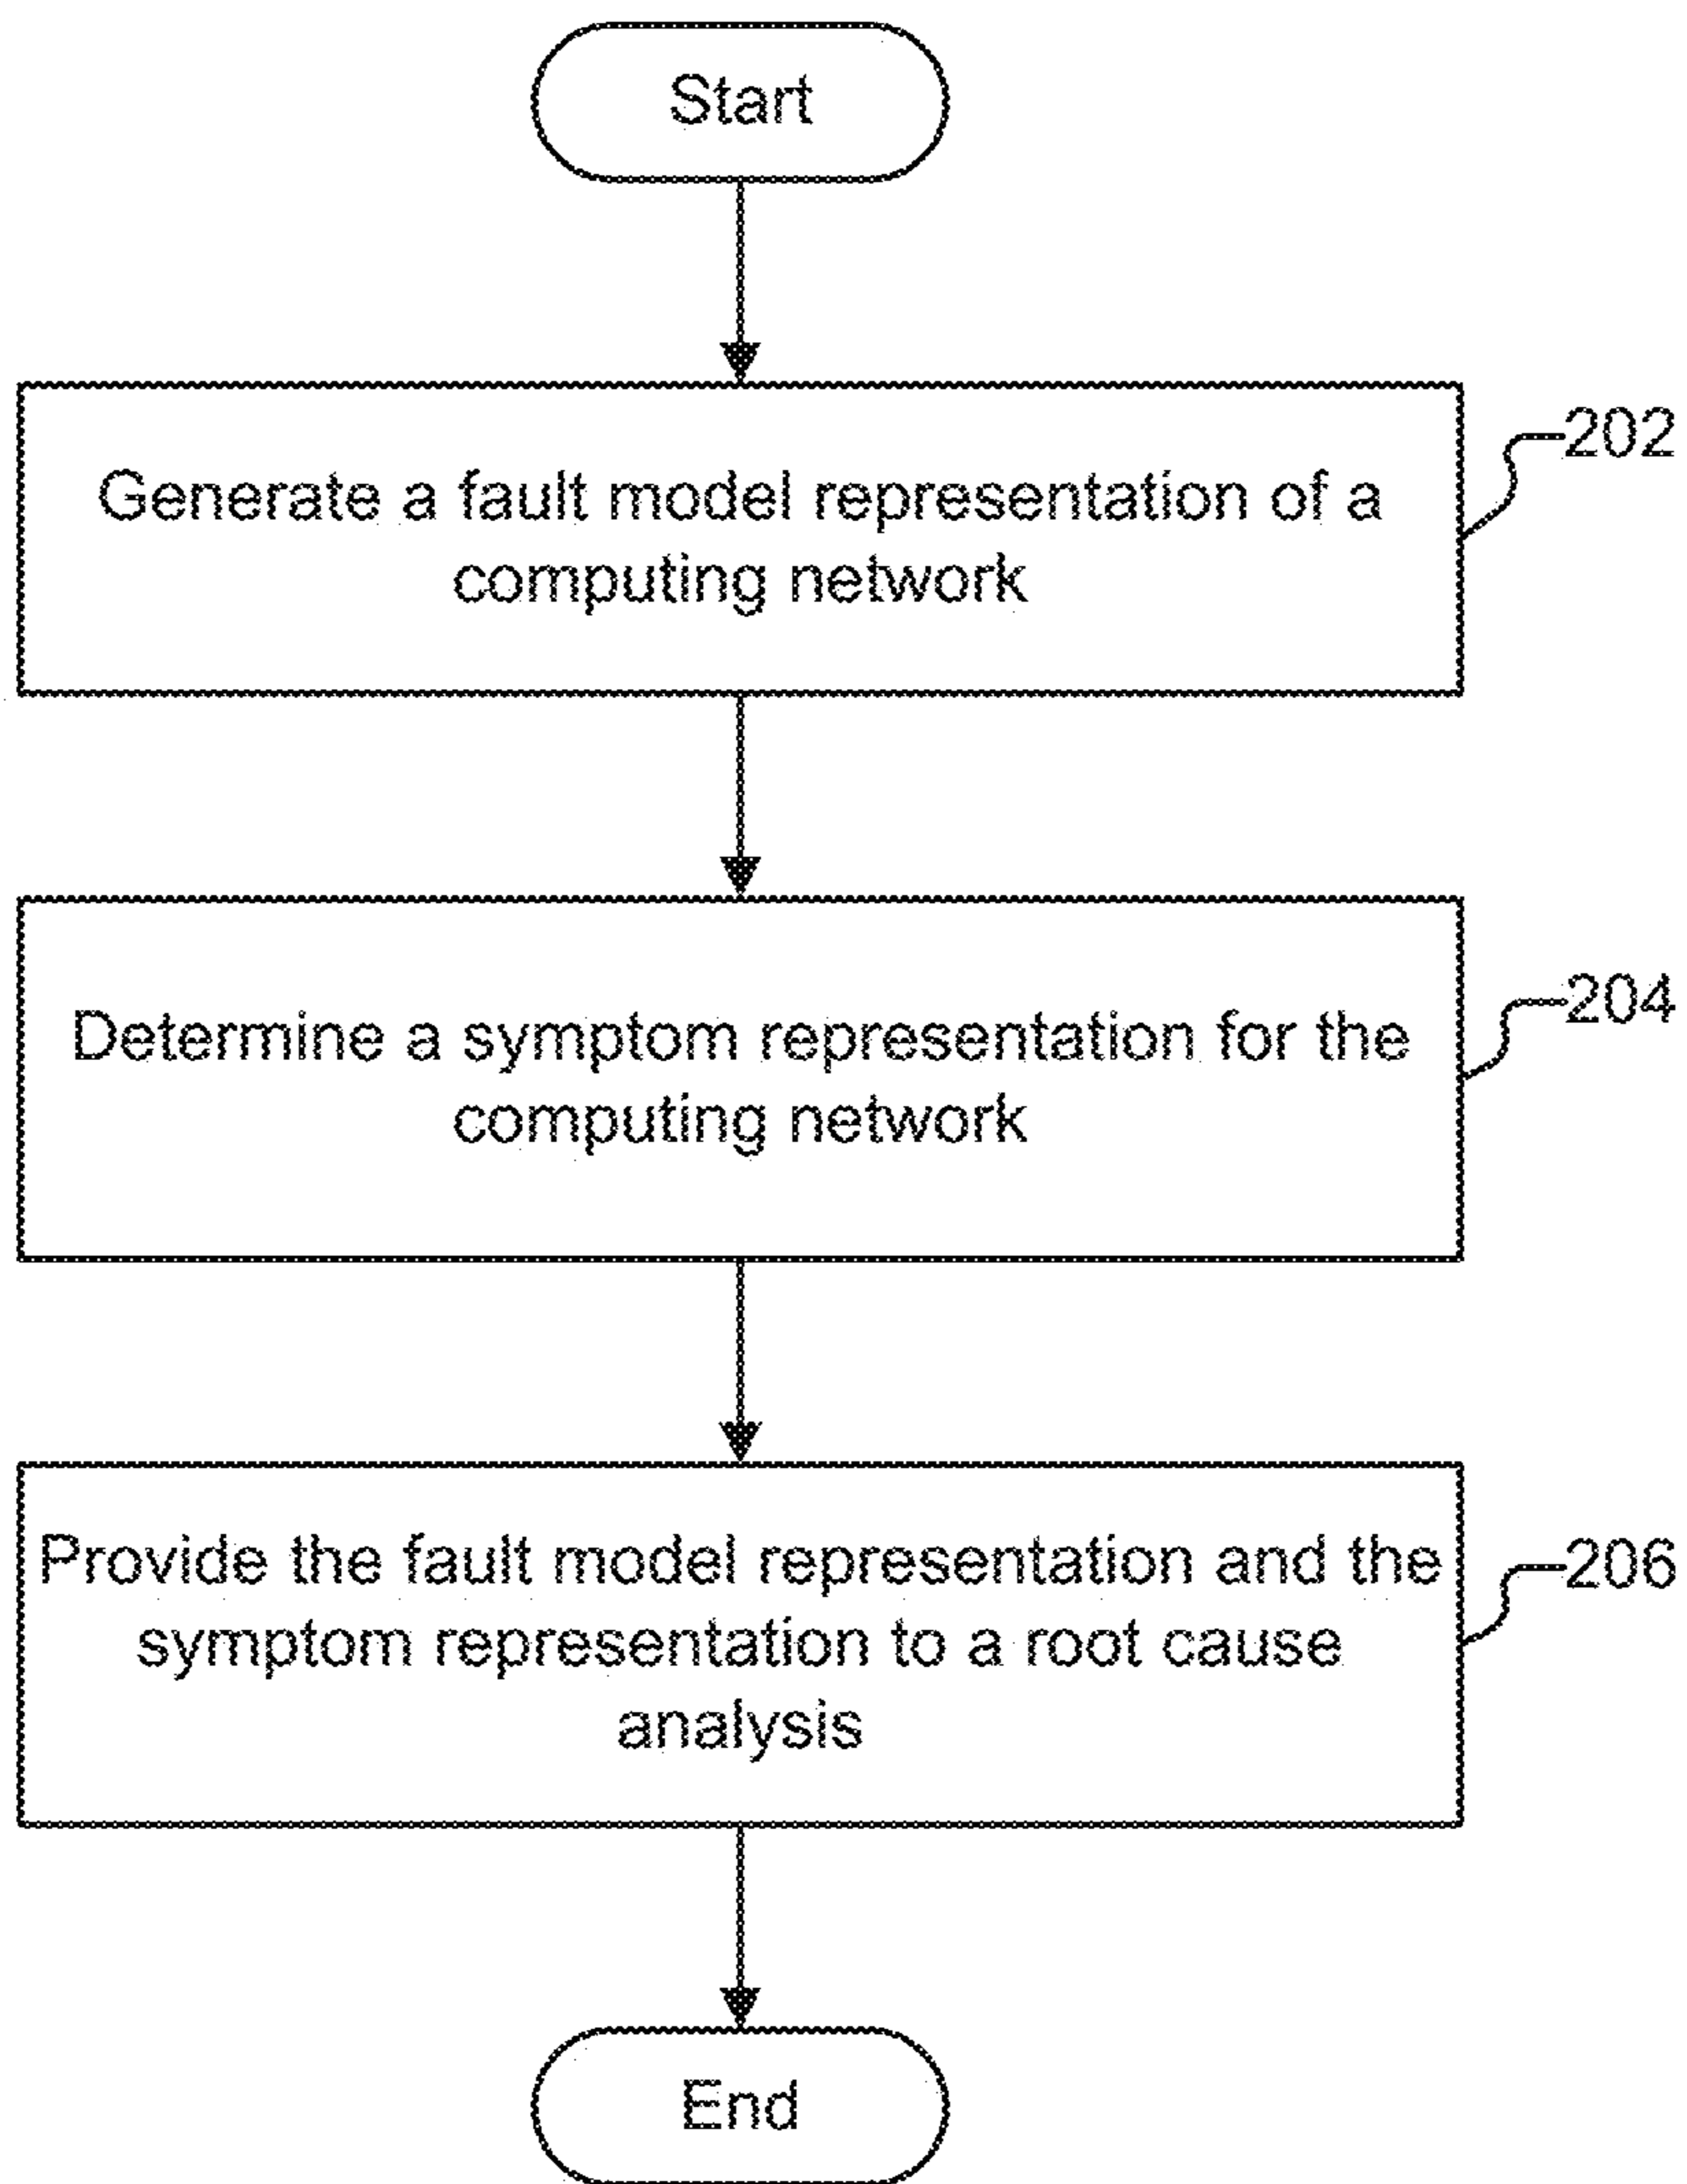 Start
Generate a fault model representation of a
computing network
202
Determine a symptom representation for the
computing network
204
Provide the fault model representation and the
symptom representation to a root cause
analysis
206
End